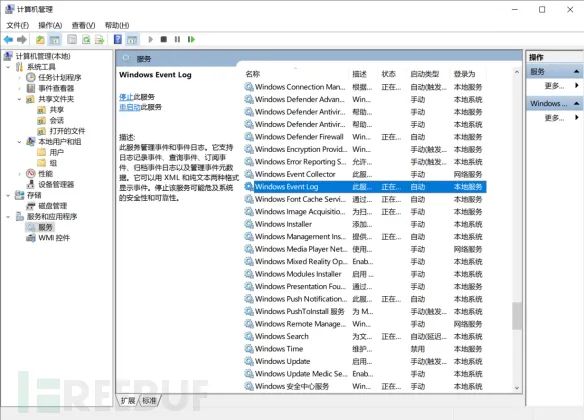 计算机管理
文件(F) 操作(A) 查看(V) 帮助(H)
计算机管理(本地)
系统工具
任务计划程序
事件查看器
共享文件夹
共享
会话
打开的文件
本地用户和组
用户
组
性能
设备管理器
存储
磁盘管理
服务和应用程序
服务
WMI 控件
服务
Windows Event Log
停止此服务
重启动此服务
描述:
此服务管理事件和事件日志。它支持
日志记录事件、查询事件、订阅事
件、归档事件日志以及管理事件元数
据。它可以用 XML 和纯文本两种格式
显示事件。停止该服务可能危及系统
的安全性和可靠性。
名称 描述 状态 启动类型 登录为
Windows Connection Man... 根据... 正在... 自动(触发... 本地服务
Windows Defender Advan... Win... 手动 本地系统
Windows Defender Antivir... 帮助... 手动 本地服务
Windows Defender Antivir... 帮助... 手动 本地系统
Windows Defender Firewall Win... 正在... 自动 本地服务
Windows Encryption Provid... Win... 手动(触发... 本地服务
Windows Error Reporting S... 允许... 手动(触发... 本地系统
Windows Event Collector 此服... 手动 网络服务
Windows Event Log 此服... 正在... 自动 本地服务
Windows Font Cache Servi... 通过... 正在... 自动 本地服务
Windows Image Acquisitio... 为扫... 正在... 手动 本地服务
Windows Installer 添加... 手动 本地系统
Windows Management Ins... 提供... 正在... 自动 本地系统
Windows Media Player Net... Win... 手动 网络服务
Windows Mixed Reality Op... Enab... 手动 本地系统
Windows Modules Installer 启用... 手动 本地系统
Windows Presentation Fou... 通过... 手动 本地服务
Windows Push Notification... 此服... 正在... 自动 本地系统
Windows PushToInstall 服务 为 M... 手动(触发... 本地系统
Windows Remote Manage... Win... 手动 网络服务
Windows Search 为文... 正在... 自动(延迟... 本地系统
Windows Time 维护... 禁用 本地服务
Windows Update 启用... 手动(触发... 本地系统
Windows Update Medic Se... Enab... 手动 本地系统
Windows 安全中心服务 Win... 正在... 手动 本地系统
扩展 标准
操作
服务
更多...
Windows ...
更多...
FREEBUF